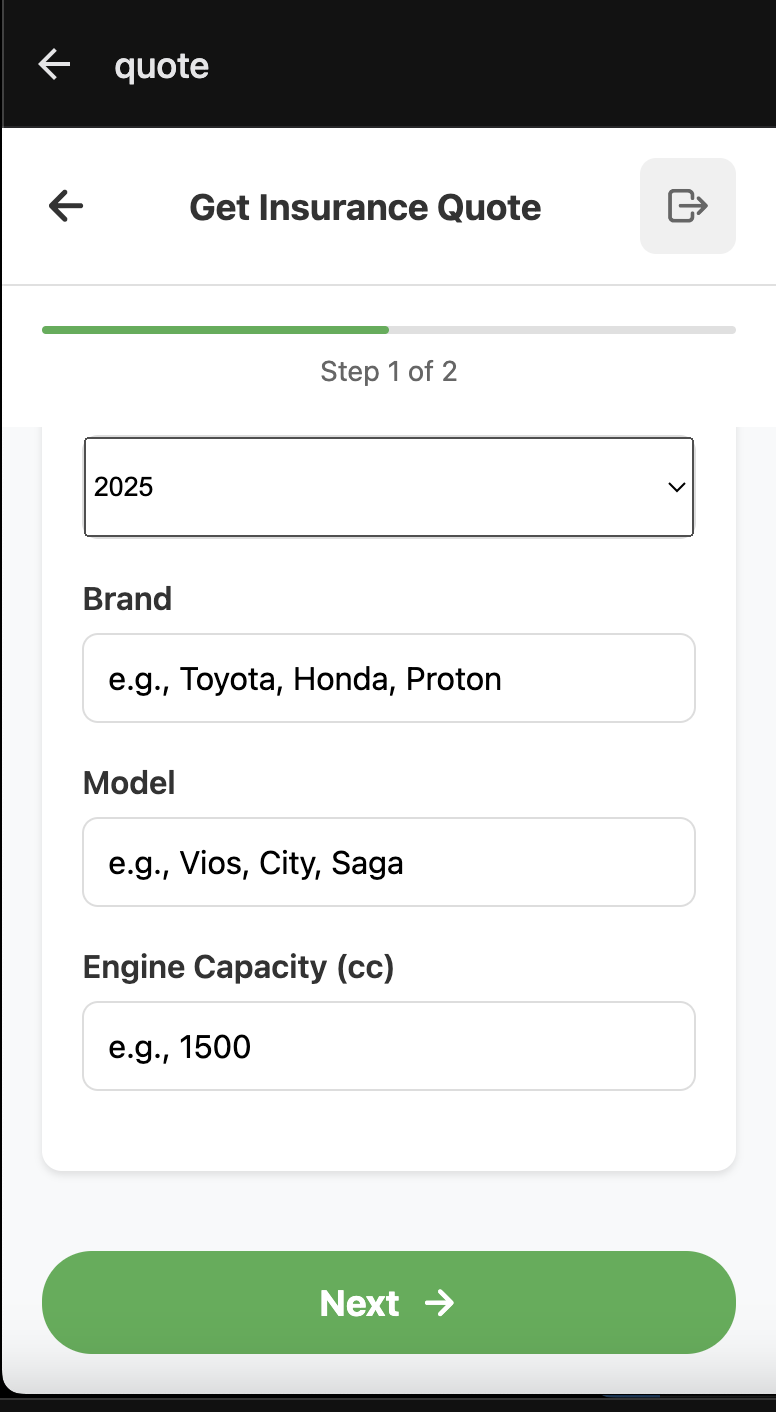 quote
Get Insurance Quote
Step 1 of 2
2025
Brand
e.g., Toyota, Honda, Proton
Model
e.g., Vios, City, Saga
Engine Capacity (cc)
e.g., 1500
Next